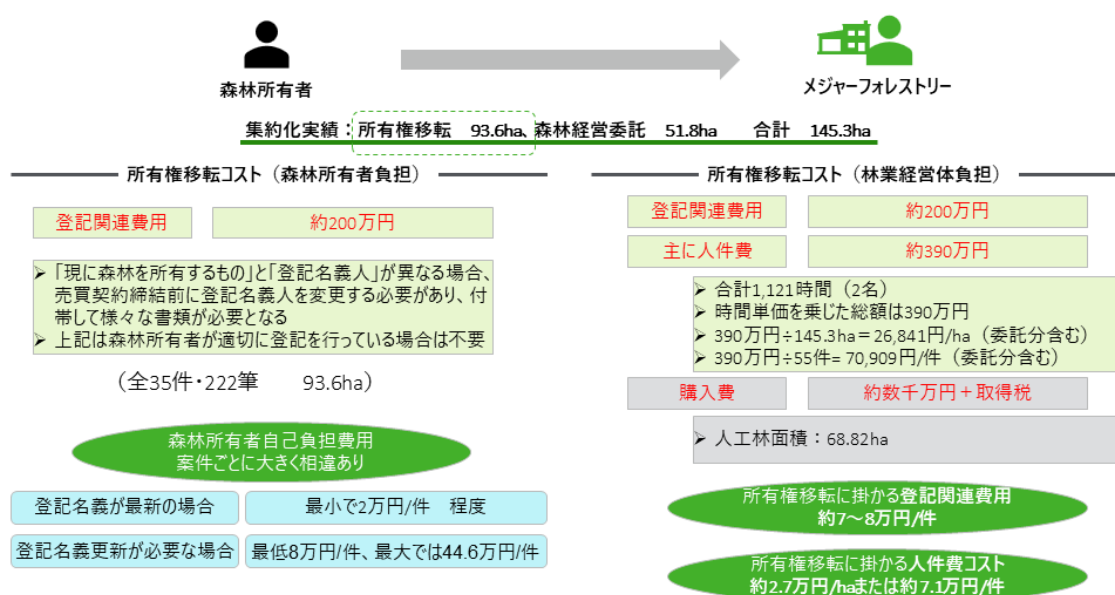 森林所有者
メジャーフォレストリー
集約化実績：所有権移転　93.6ha、森林経営委託　51.8ha　　合計　145.3ha
所有権移転コスト（森林所有者負担）
登記関連費用
約200万円
➢「現に森林を所有するもの」と「登記名義人」が異なる場合、
売買契約締結前に登記名義人を変更する必要があり、付
帯して様々な書類が必要となる
➢ 上記は森林所有者が適切に登記を行っている場合は不要
（全35件・222筆　　93.6ha）
森林所有者自己負担費用
案件ごとに大きく相違あり
登記名義が最新の場合
最小で2万円/件　程度
登記名義更新が必要な場合
最低8万円/件、最大では44.6万円/件
所有権移転コスト（林業経営体負担）
登記関連費用
約200万円
主に人件費
約390万円
➢ 合計1,121時間（2名）
➢ 時間単価を乗じた総額は390万円
➢ 390万円÷145.3ha＝26,841円/ha（委託分含む）
➢ 390万円÷55件= 70,909円/件（委託分含む）
購入費
約数千万円＋取得税
➢ 人工林面積：68.82ha
所有権移転に掛かる登記関連費用
約7～8万円/件
所有権移転に掛かる人件費コスト
約2.7万円/haまたは約7.1万円/件